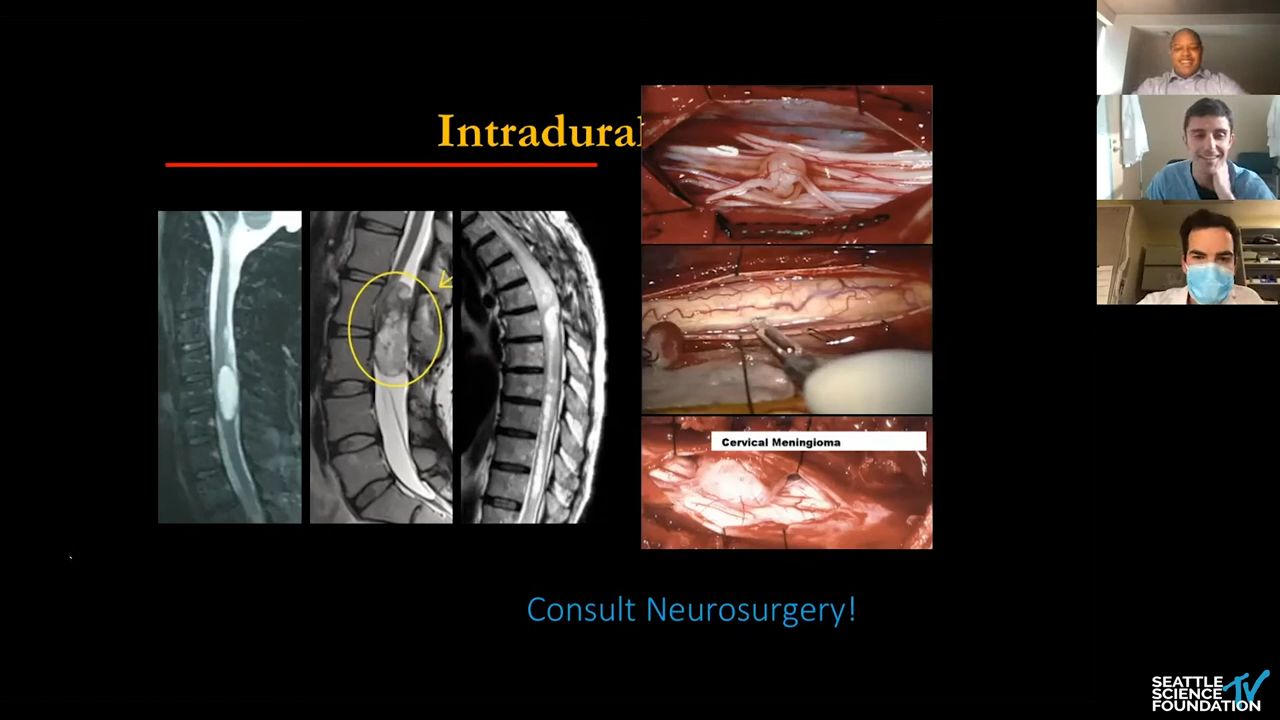 Intradural
Cervical Meningioma
Consult Neurosurgery!
SEATTLE
SCIENCE
FOUNDATION
TV